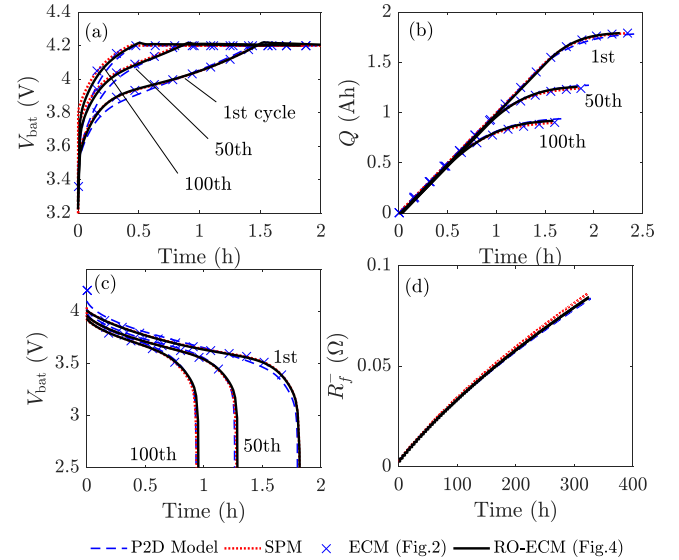 (a)
4.2
4
3.8
3.6
3.4
3.2
V_bat (V)
1st cycle
50th
100th
0
0.5
1
1.5
2
Time (h)
(b)
2
1.5
1
0.5
0
Q (Ah)
1st
50th
100th
0
0.5
1
1.5
2
2.5
Time (h)
(c)
4
3.5
3
2.5
V_bat (V)
1st
50th
100th
0
0.5
1
1.5
2
Time (h)
(d)
0.1
0.05
0
R_f^- (Ω)
0
100
200
300
400
Time (h)
P2D Model SPM ECM (Fig.2) RO-ECM (Fig.4)